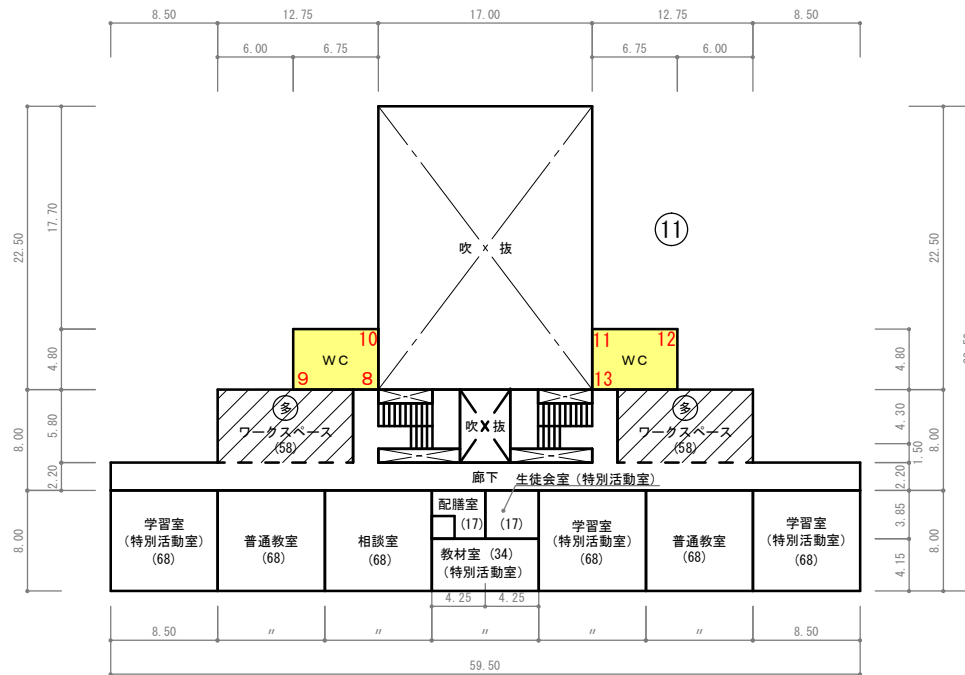 8.50 12.75 17.00 12.75 8.50
6.00 6.75 6.75 6.00
22.50
17.70
4.80
8.00
5.80
2.20
8.00
吹 × 抜
11
22.50
10
WC
9 8
11 12
WC
13
4.80
4.30
1.50
8.00
2.20
3.85
4.15
8.00
多
ワークスペース
(58)
吹 抜
多
ワークスペース
(58)
廊下
生徒会室(特別活動室)
学習室
(特別活動室)
(68)
普通教室
(68)
相談室
(68)
配膳室
(17)
(17)
教材室 (34)
(特別活動室)
学習室
(特別活動室)
(68)
普通教室
(68)
学習室
(特別活動室)
(68)
4.25 4.25
8.50 〃 〃 〃 〃 〃 8.50
59.50